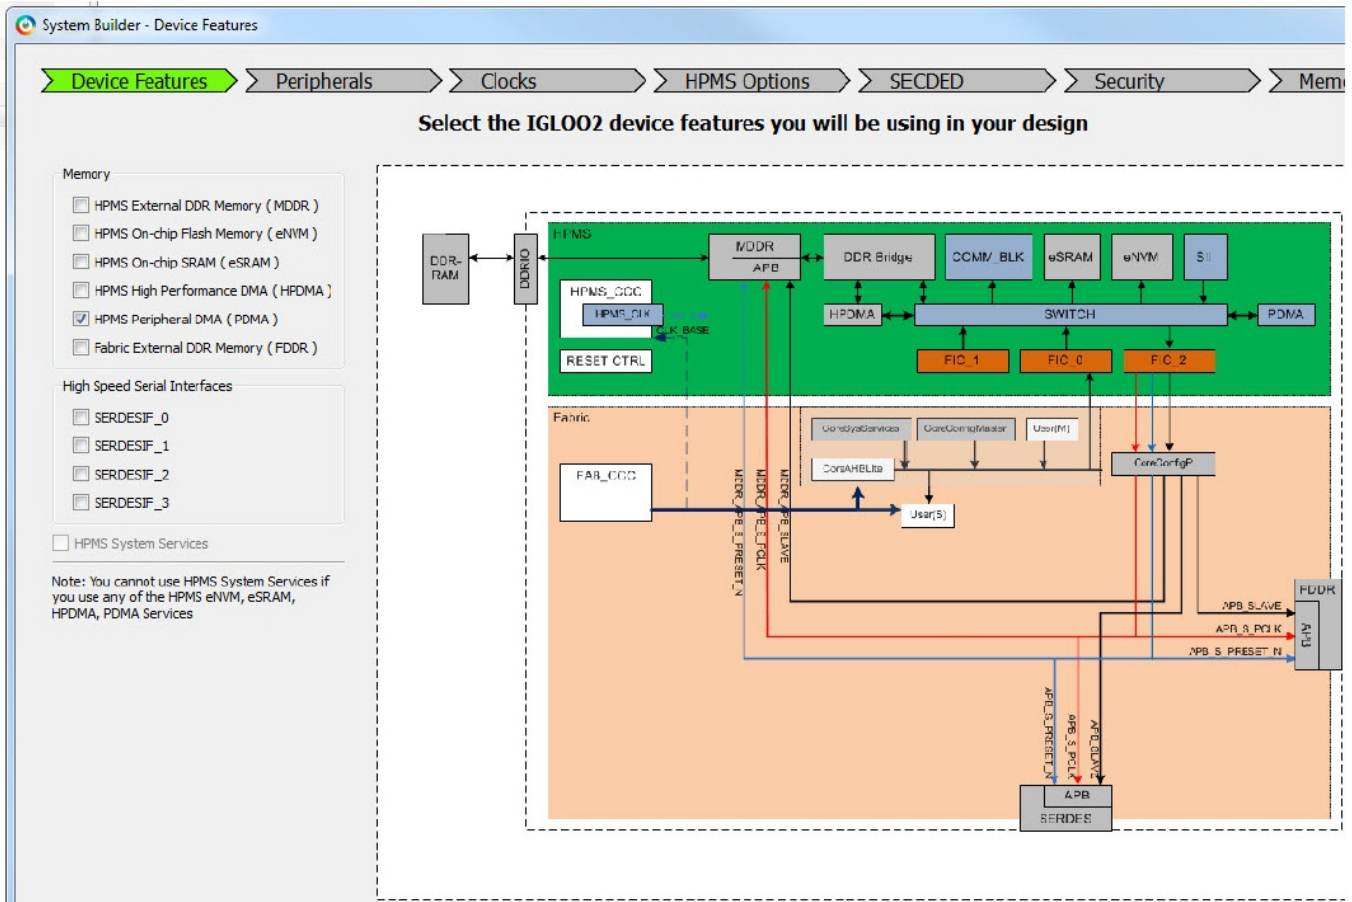 System Builder - Device Features
Device Features
Peripherals
Clocks
HPMS Options
SECDED
Security
Select the IGLOO2 device features you will be using in your design
Memory
HPMS External DDR Memory ( MDDR )
HPMS On-chip Flash Memory ( eNVM )
HPMS On-chip SRAM ( eSRAM )
HPMS High Performance DMA ( HPDMA )
HPMS Peripheral DMA ( PDMA )
Fabric External DDR Memory ( FDDR )
High Speed Serial Interfaces
SERDESIF_0
SERDESIF_1
SERDESIF_2
SERDESIF_3
HPMS System Services
Note: You cannot use HPMS System Services if
you use any of the HPMS eNVM, eSRAM,
HPDMA, PDMA Services
HPMS
DDR-
RAM
DDRIO
MDDR
APB
DDR Bridge
COMM_BLK
eSRAM
eNVM
SII
HPMS_CCC
HPMS_CLK
CLK_BASE
HPDMA
SWITCH
PDMA
RESET CTRL
FIC_1
FIC_0
FIC_2
Fabric
CoreSysServices
CoreConfigMaster
User(M)
CoreAHBLite
CoreConfigP
FAB_CCC
User(S)
MDDR_APB_S_PRESET_N
MDDR_APB_S_PCLK
MDDR_APB_SLAVE
FDDR
APB
APB_SLAVE
APB_S_PCLK
APB_S_PRESET_N
APB_S_PRESET_N
APB_S_PCLK
APB_SLAVE
APB
SERDES